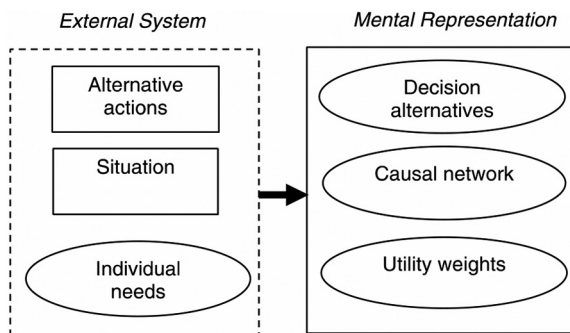 External System
Mental Representation
Alternative
actions
Situation
Individual
needs
Decision
alternatives
Causal network
Utility weights